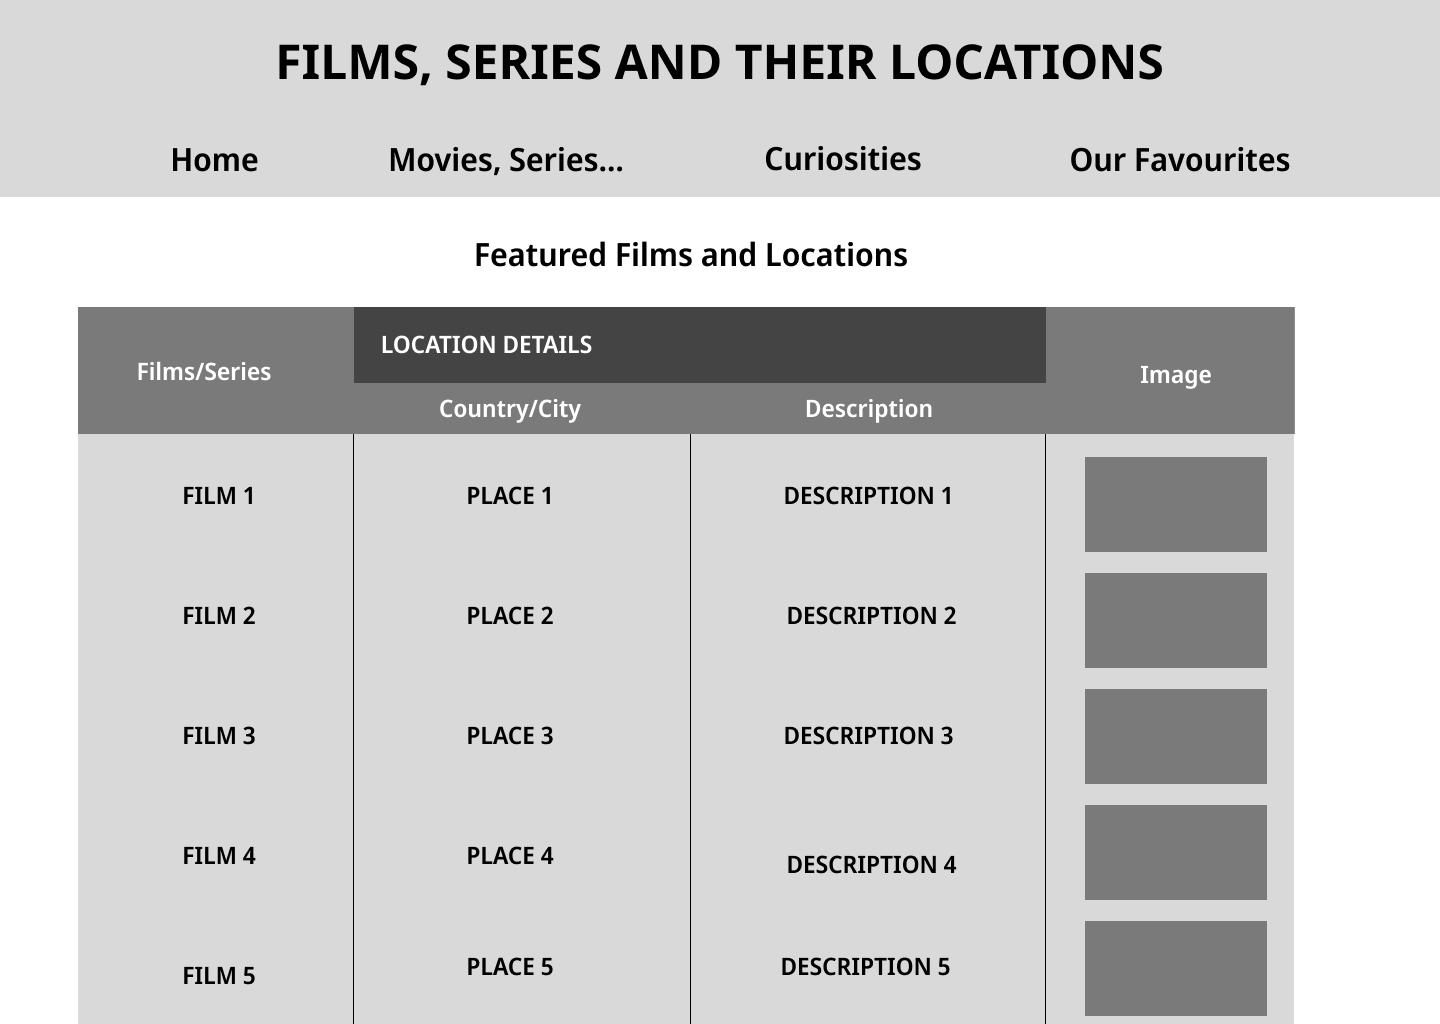 FILMS, SERIES AND THEIR LOCATIONS
Home Movies, Series... Curiosities Our Favourites
Featured Films and Locations
LOCATION DETAILS
Films/Series Image
Country/City Description
FILM 1 PLACE 1 DESCRIPTION 1
FILM 2 PLACE 2 DESCRIPTION 2
FILM 3 PLACE 3 DESCRIPTION 3
FILM 4 PLACE 4 DESCRIPTION 4
FILM 5 PLACE 5 DESCRIPTION 5